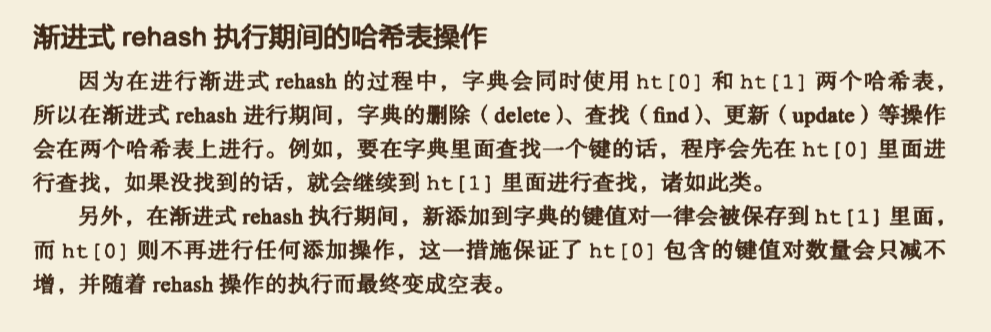 渐进式 rehash 执行期间的哈希表操作
因为在进行渐进式 rehash 的过程中，字典会同时使用 ht[0] 和 ht[1] 两个哈希表，
所以在渐进式 rehash 进行期间，字典的删除（delete）、查找（find）、更新（update）等操作
会在两个哈希表上进行。例如，要在字典里面查找一个键的话，程序会先在 ht[0] 里面进
行查找，如果没找到的话，就会继续到 ht[1] 里面进行查找，诸如此类。
另外，在渐进式 rehash 执行期间，新添加到字典的键值对一律会被保存到 ht[1] 里面，
而 ht[0] 则不再进行任何添加操作，这一措施保证了 ht[0] 包含的键值对数量会只减不
增，并随着 rehash 操作的执行而最终变成空表。